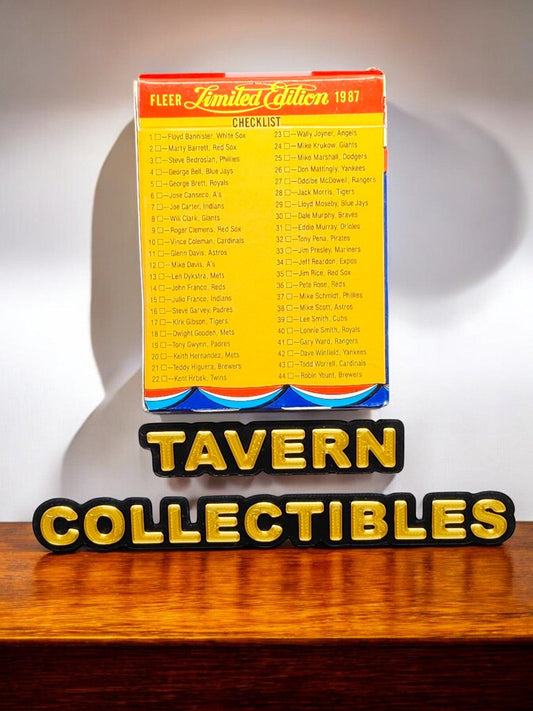 FLEER Limited Edition 1987
CHECKLIST
1 □—Floyd Bannister, White Sox
2 □—Marty Barrett, Red Sox
3 □—Steve Bedrosian, Phillies
4 □—George Bell, Blue Jays
5 □—George Brett, Royals
6 □—Jose Canseco, A's
7 □—Joe Carter, Indians
8 □—Will Clark, Giants
9 □—Roger Clemens, Red Sox
10 □—Vince Coleman, Cardinals
11 □—Glenn Davis, Astros
12 □—Mike Davis, A's
13 □—Len Dykstra, Mets
14 □—John Franco, Reds
15 □—Julio Franco, Indians
16 □—Steve Garvey, Padres
17 □—Kirk Gibson, Tigers
18 □—Dwight Gooden, Mets
19 □—Tony Gwynn, Padres
20 □—Keith Hernandez, Mets
21 □—Teddy Higuera, Brewers
22 □—Kent Hrbek, Twins
23 □—Wally Joyner, Angels
24 □—Mike Krukow, Giants
25 □—Mike Marshall, Dodgers
26 □—Don Mattingly, Yankees
27 □—Oddibe McDowell, Rangers
28 □—Jack Morris, Tigers
29 □—Lloyd Moseby, Blue Jays
30 □—Dale Murphy, Braves
31 □—Eddie Murray, Orioles
32 □—Tony Pena, Pirates
33 □—Jim Presley, Mariners
34 □—Jeff Reardon, Expos
35 □—Jim Rice, Red Sox
36 □—Pete Rose, Reds
37 □—Mike Schmidt, Phillies
38 □—Mike Scott, Astros
39 □—Lee Smith, Cubs
40 □—Lonnie Smith, Royals
41 □—Gary Ward, Rangers
42 □—Dave Winfield, Yankees
43 □—Todd Worrell, Cardinals
44 □—Robin Yount, Brewers
TAVERN
COLLECTIBLES